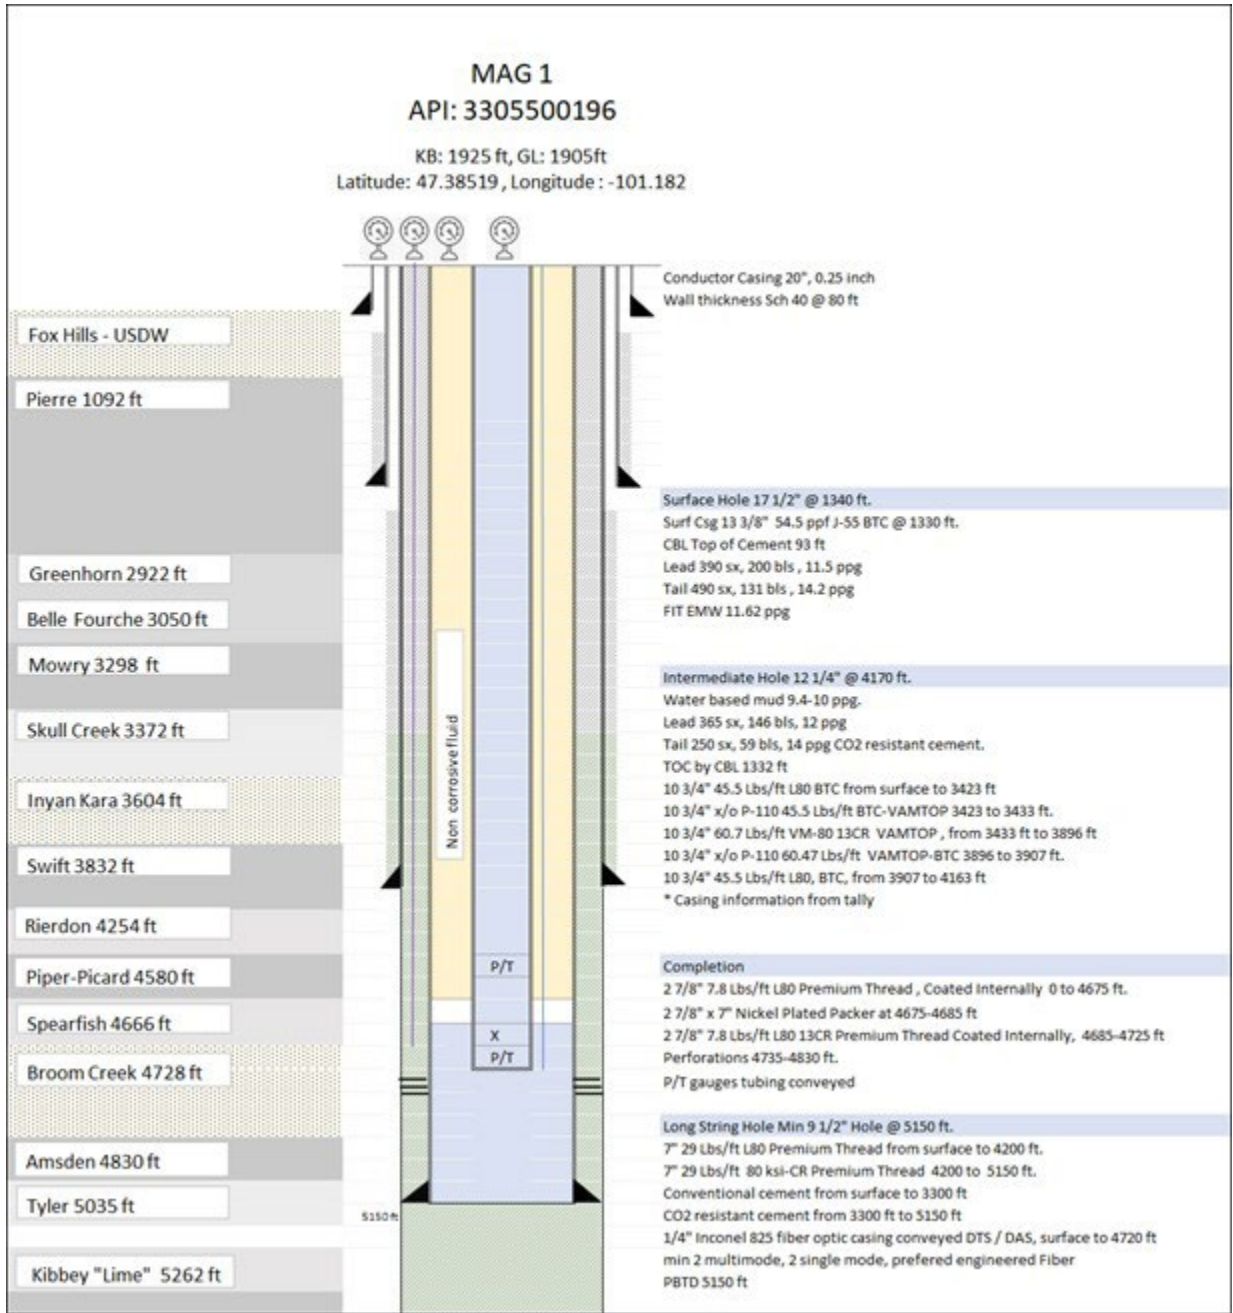 MAG 1
API: 3305500196
KB: 1925 ft, GL: 1905ft
Latitude: 47.38519 , Longitude : -101.182
Conductor Casing 20", 0.25 inch
Wall thickness Sch 40 @ 80 ft
Fox Hills - USDW
Pierre 1092 ft
Greenhorn 2922 ft
Belle Fourche 3050 ft
Mowry 3298 ft
Skull Creek 3372 ft
Inyan Kara 3604 ft
Swift 3832 ft
Rierdon 4254 ft
Piper-Picard 4580 ft
Spearfish 4666 ft
Broom Creek 4728 ft
Amsden 4830 ft
Tyler 5035 ft
Kibbey "Lime" 5262 ft
Non corrosive fluid
P/T
X
P/T
5150 ft
Surface Hole 17 1/2" @ 1340 ft.
Surf Csg 13 3/8" 54.5 ppf J-55 BTC @ 1330 ft.
CBL Top of Cement 93 ft
Lead 390 sx, 200 bls , 11.5 ppg
Tail 490 sx, 131 bls , 14.2 ppg
FIT EMW 11.62 ppg
Intermediate Hole 12 1/4" @ 4170 ft.
Water based mud 9.4-10 ppg.
Lead 365 sx, 146 bls, 12 ppg
Tail 250 sx, 59 bls, 14 ppg CO2 resistant cement.
TOC by CBL 1332 ft
10 3/4" 45.5 Lbs/ft L80 BTC from surface to 3423 ft
10 3/4" x/o P-110 45.5 Lbs/ft BTC-VAMTOP 3423 to 3433 ft.
10 3/4" 60.7 Lbs/ft VM-80 13CR VAMTOP , from 3433 ft to 3896 ft
10 3/4" x/o P-110 60.47 Lbs/ft VAMTOP-BTC 3896 to 3907 ft.
10 3/4" 45.5 Lbs/ft L80, BTC, from 3907 to 4163 ft
* Casing information from tally
Completion
2 7/8" 7.8 Lbs/ft L80 Premium Thread , Coated Internally 0 to 4675 ft.
2 7/8" x 7" Nickel Plated Packer at 4675-4685 ft
2 7/8" 7.8 Lbs/ft L80 13CR Premium Thread Coated Internally, 4685-4725 ft
Perforations 4735-4830 ft.
P/T gauges tubing conveyed
Long String Hole Min 9 1/2" Hole @ 5150 ft.
7" 29 Lbs/ft L80 Premium Thread from surface to 4200 ft.
7" 29 Lbs/ft 80 ksi-CR Premium Thread 4200 to 5150 ft.
Conventional cement from surface to 3300 ft
CO2 resistant cement from 3300 ft to 5150 ft
1/4" Inconel 825 fiber optic casing conveyed DTS / DAS, surface to 4720 ft
min 2 multimode, 2 single mode, prefered engineered Fiber
PBTD 5150 ft